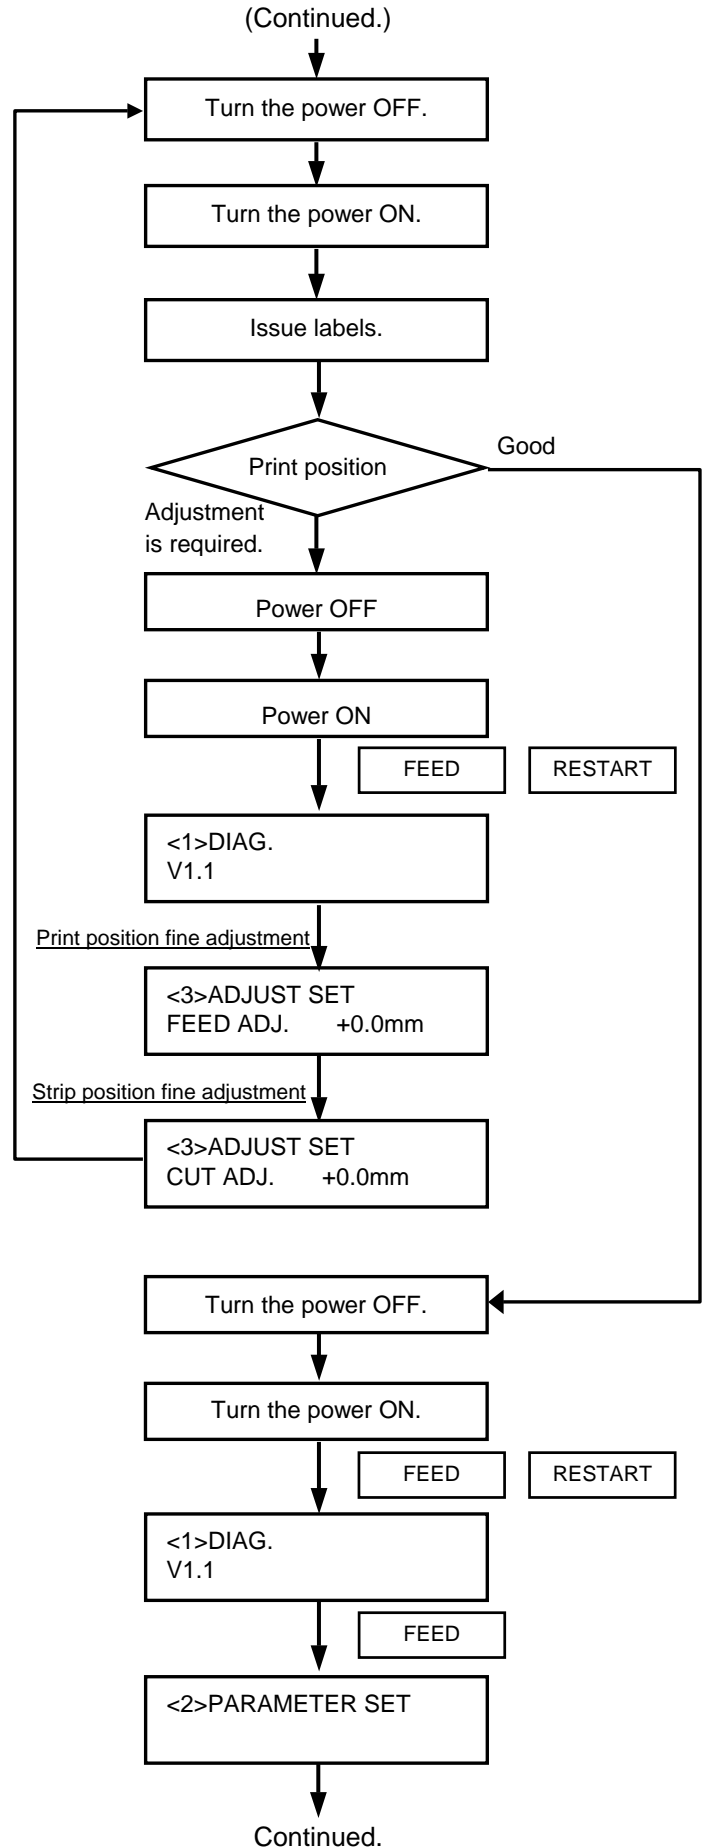 (Continued.)
Turn the power OFF.
Turn the power ON.
Issue labels.
Print position
Good
Adjustment
is required.
Power OFF
Power ON
FEED
RESTART
<1>DIAG.
V1.1
Print position fine adjustment
<3>ADJUST SET
FEED ADJ. +0.0mm
Strip position fine adjustment
<3>ADJUST SET
CUT ADJ. +0.0mm
Turn the power OFF.
Turn the power ON.
FEED
RESTART
<1>DIAG.
V1.1
FEED
<2>PARAMETER SET
Continued.